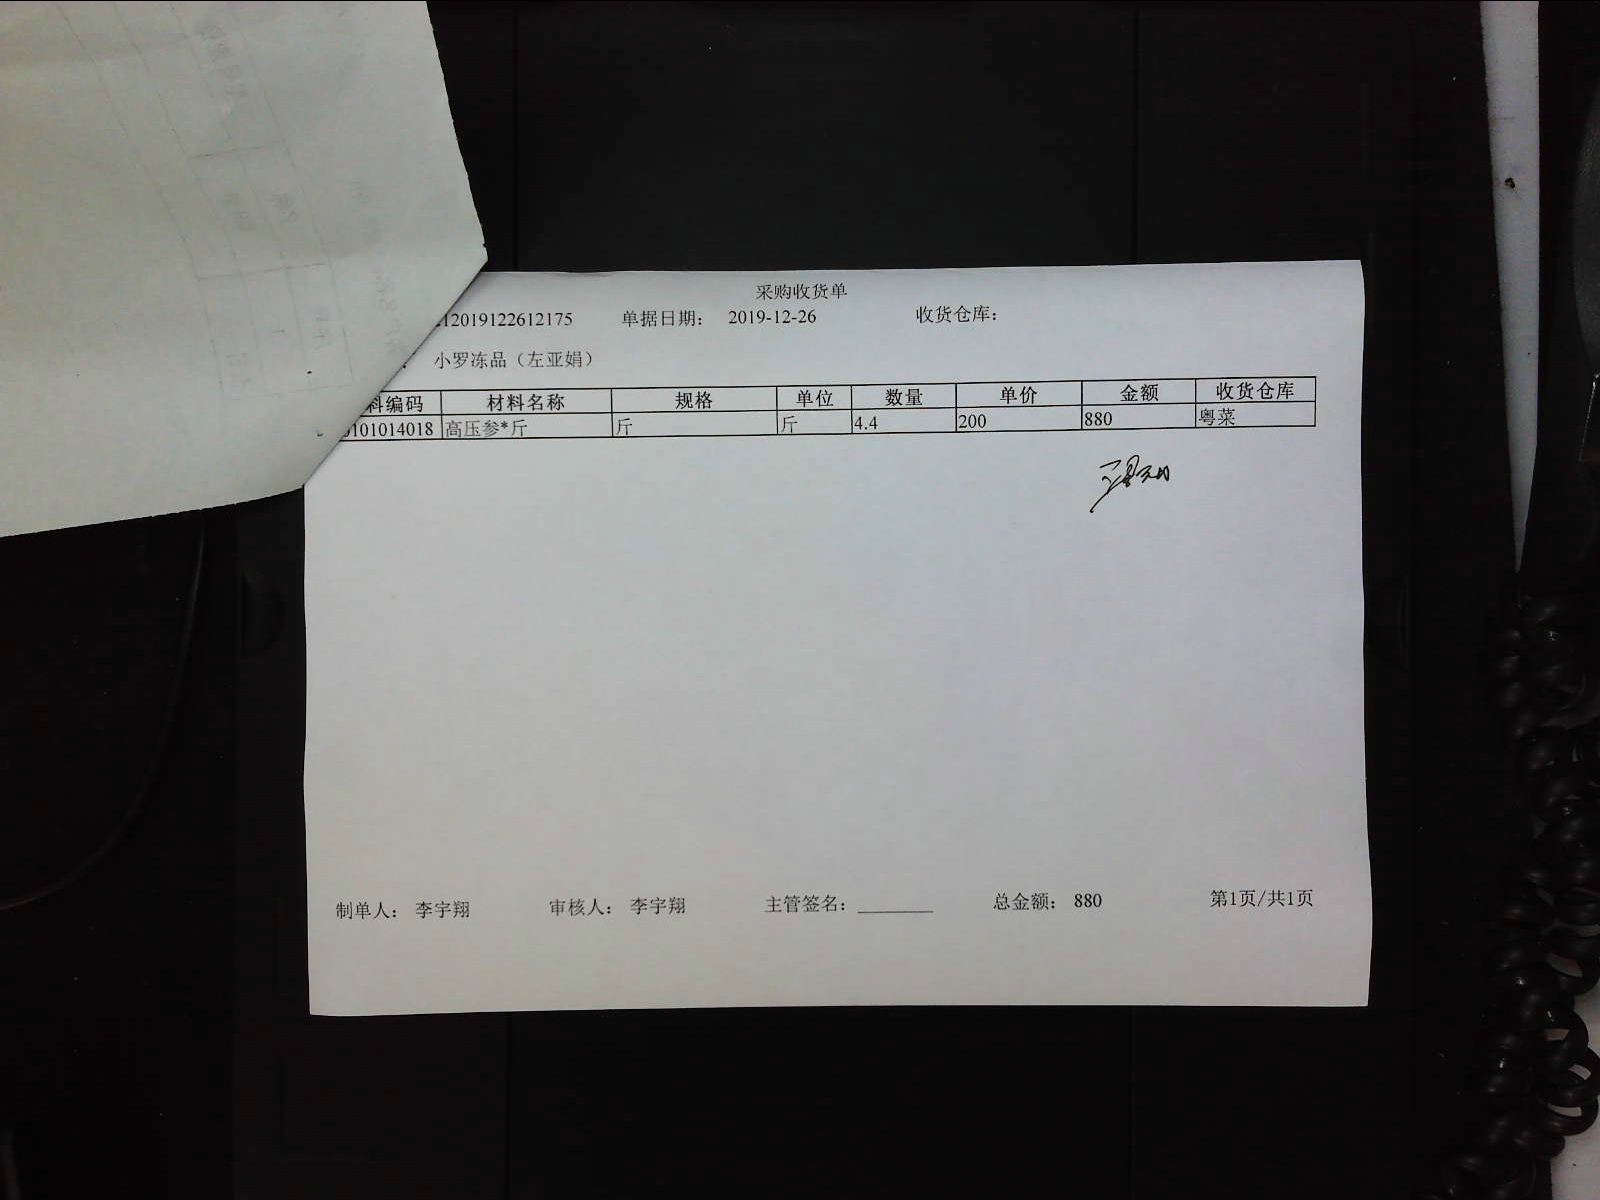 采购收货单
12019122612175 单据日期： 2019-12-26 收货仓库：
小罗冻品（左亚娟）
料编码 材料名称 规格 单位 数量 单价 金额 收货仓库
0101014018 高压参*斤 斤 斤 4.4 200 880 粤菜
制单人： 李宇翔 审核人： 李宇翔 主管签名： 总金额： 880 第1页/共1页